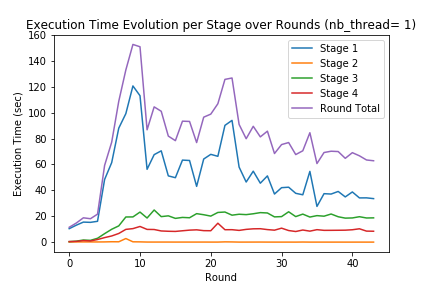 Execution Time Evolution per Stage over Rounds (nb_thread= 1)
160
140
120
100
80
60
40
20
0
Execution Time (sec)
Stage 1
Stage 2
Stage 3
Stage 4
Round Total
0 10 20 30 40
Round